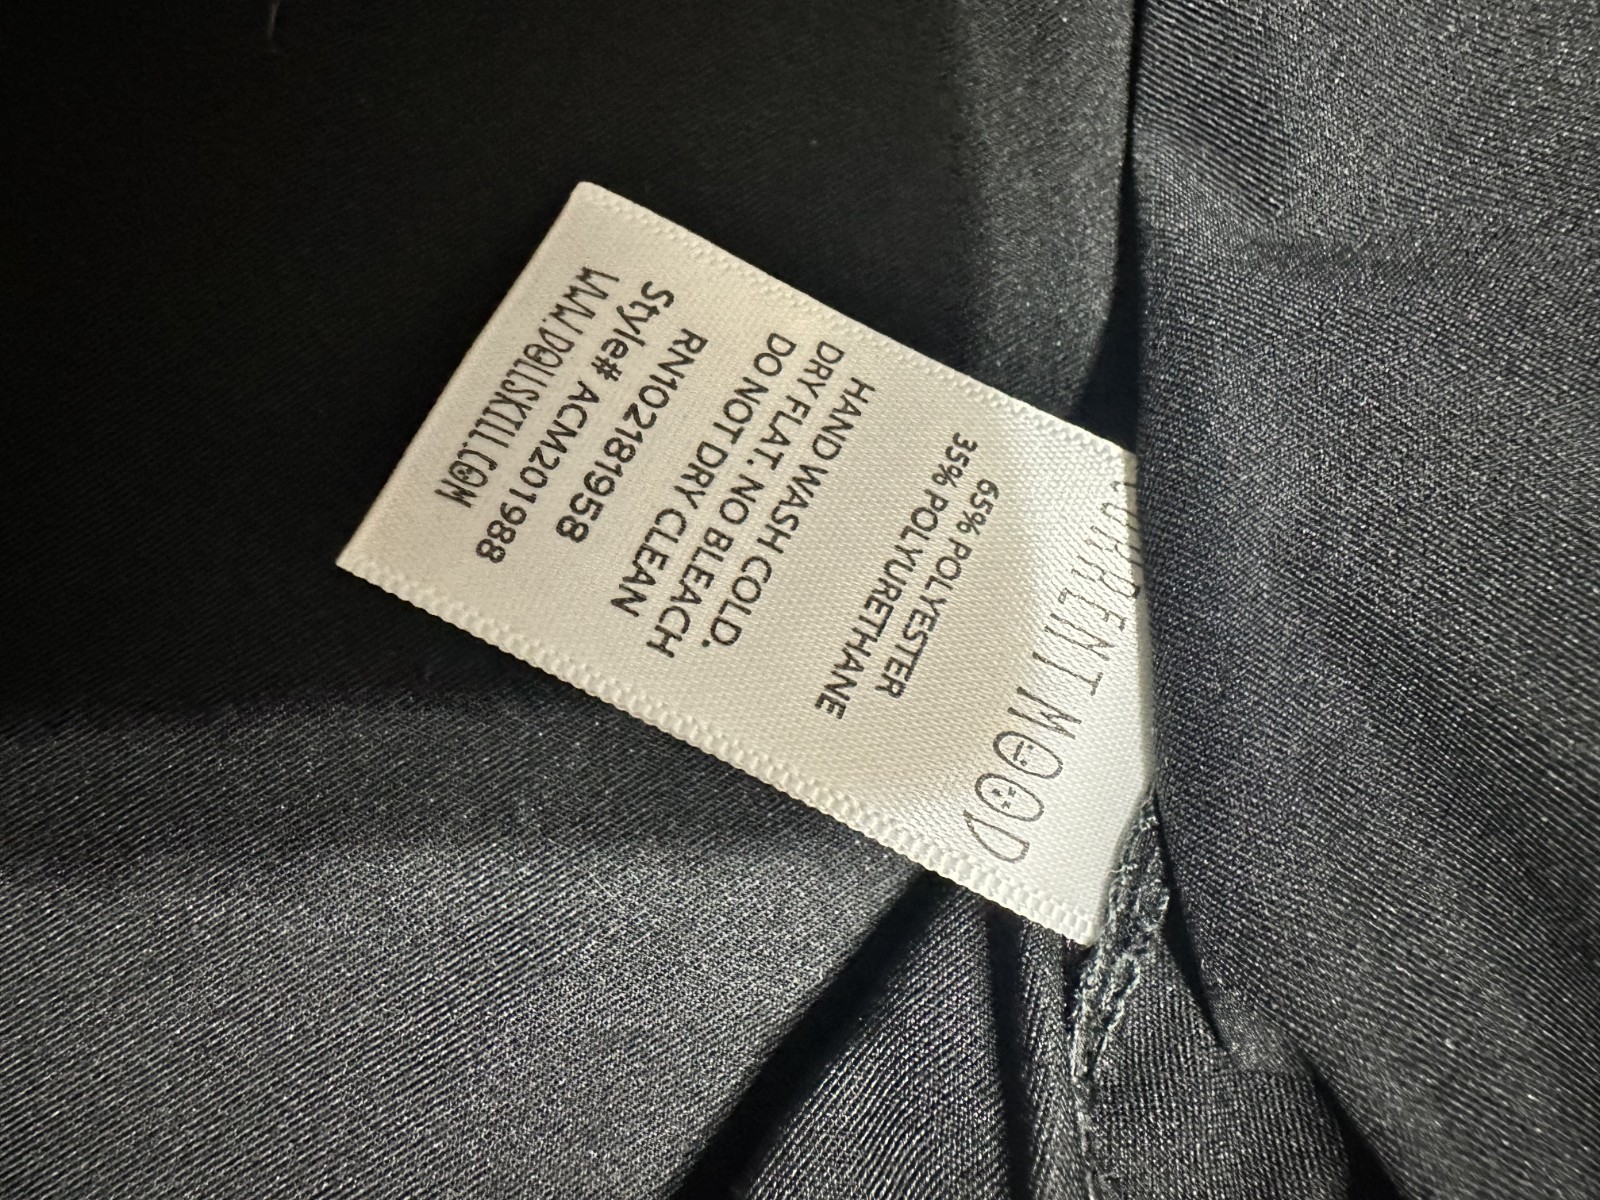 CURRENT MOOD
65% POLYESTER
35% POLYURETHANE
HAND WASH COLD.
DRY FLAT. NO BLEACH
DO NOT DRY CLEAN
RN102181958
Style# ACM201988
WWW.DOLLSKILL.COM